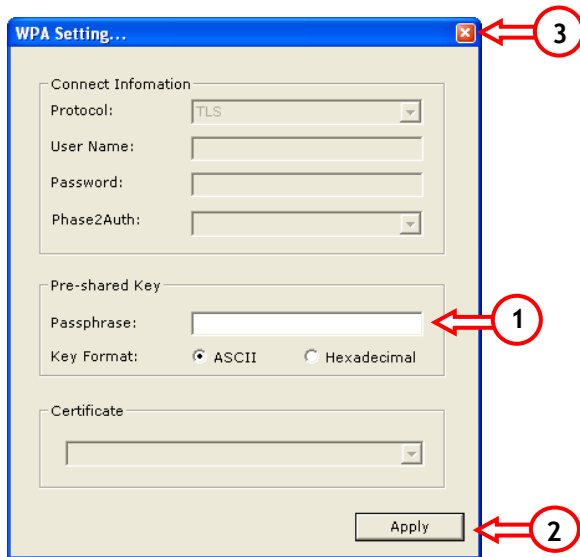 WPA Setting...
3
Connect Infomation
Protocol: TLS
User Name:
Password:
Phase2Auth:
Pre-shared Key
Passphrase:
1
Key Format: ASCII Hexadecimal
Certificate
Apply
2